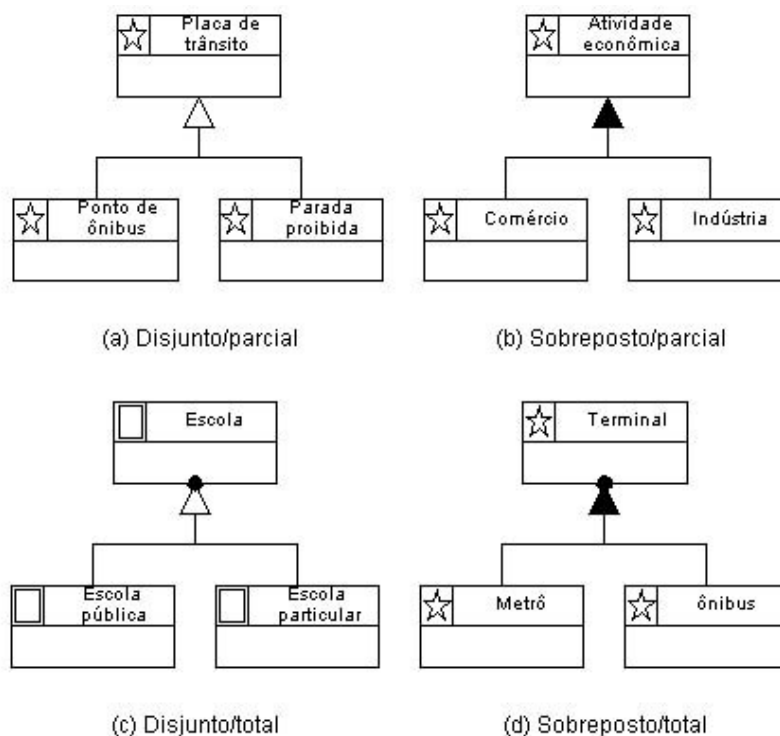 Placa de
trânsito
Atividade
econômica
Ponto de
ônibus
Parada
proibida
Comércio
Indústria
(a) Disjunto/parcial
(b) Sobreposto/parcial
Escola
Terminal
Escola
pública
Escola
particular
Metrô
ônibus
(c) Disjunto/total
(d) Sobreposto/total